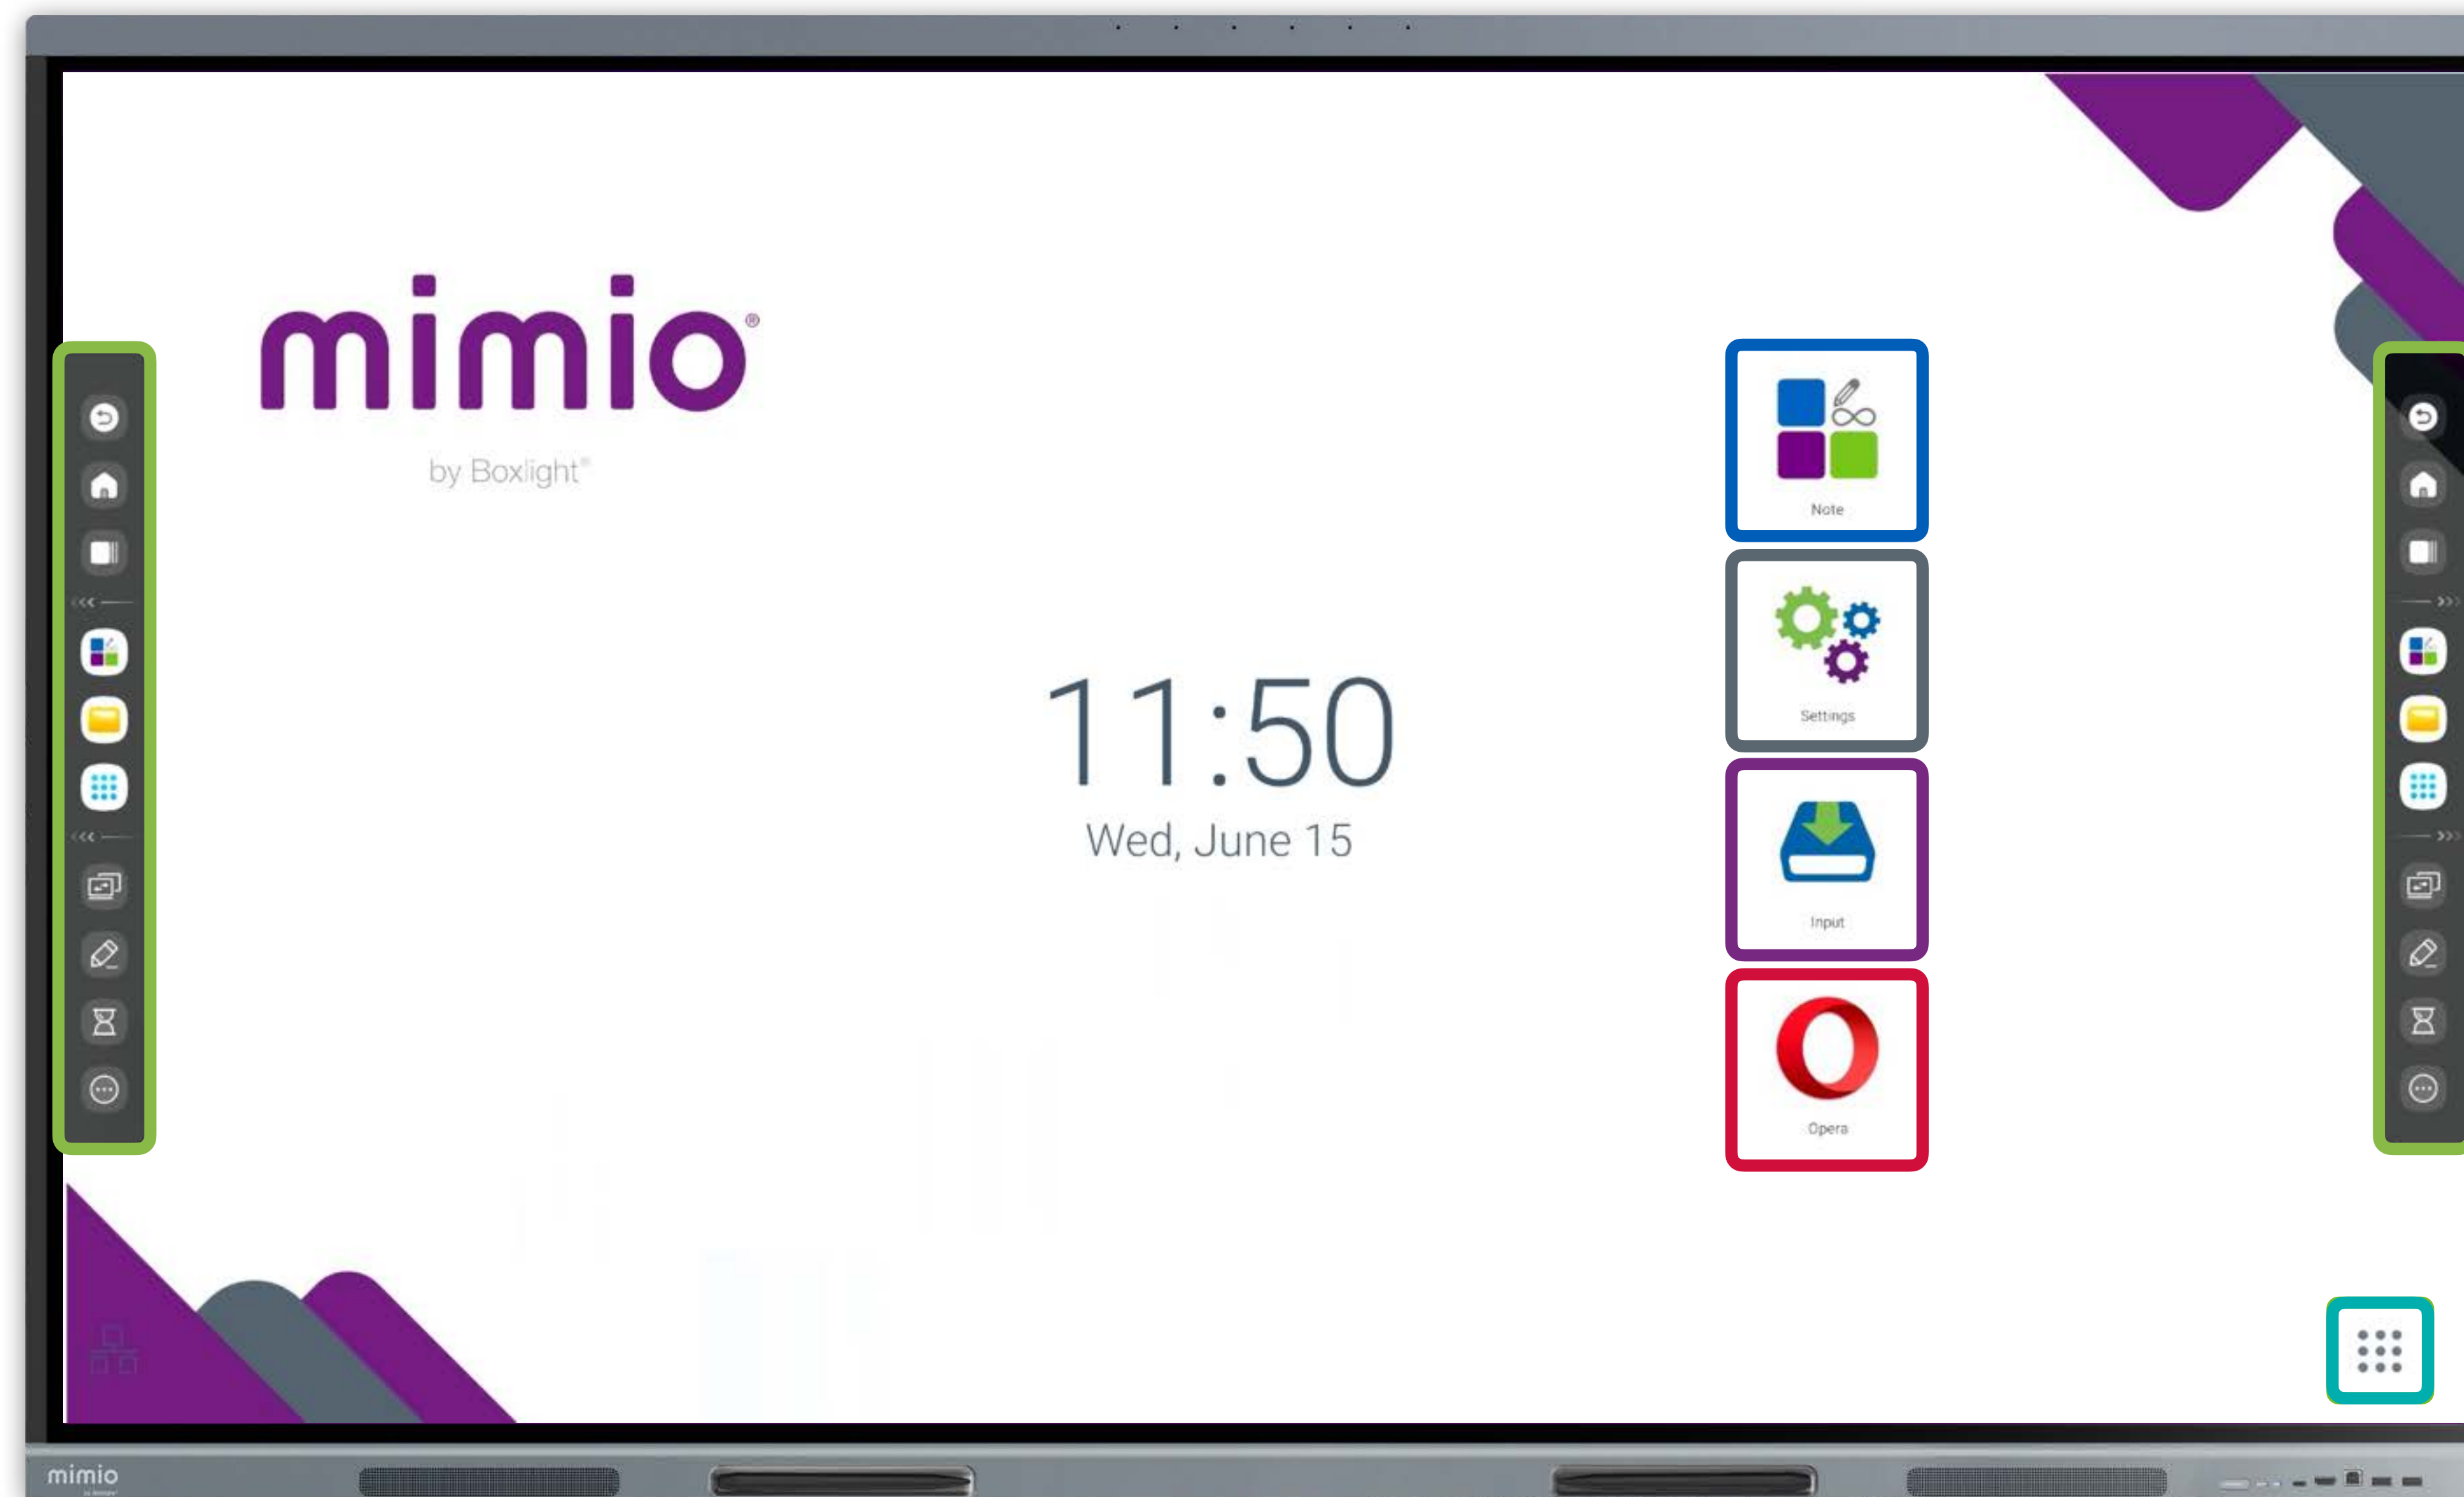 mimio®
by Boxlight®
Note
Settings
11:50
Wed, June 15
Input
Opera
mimio